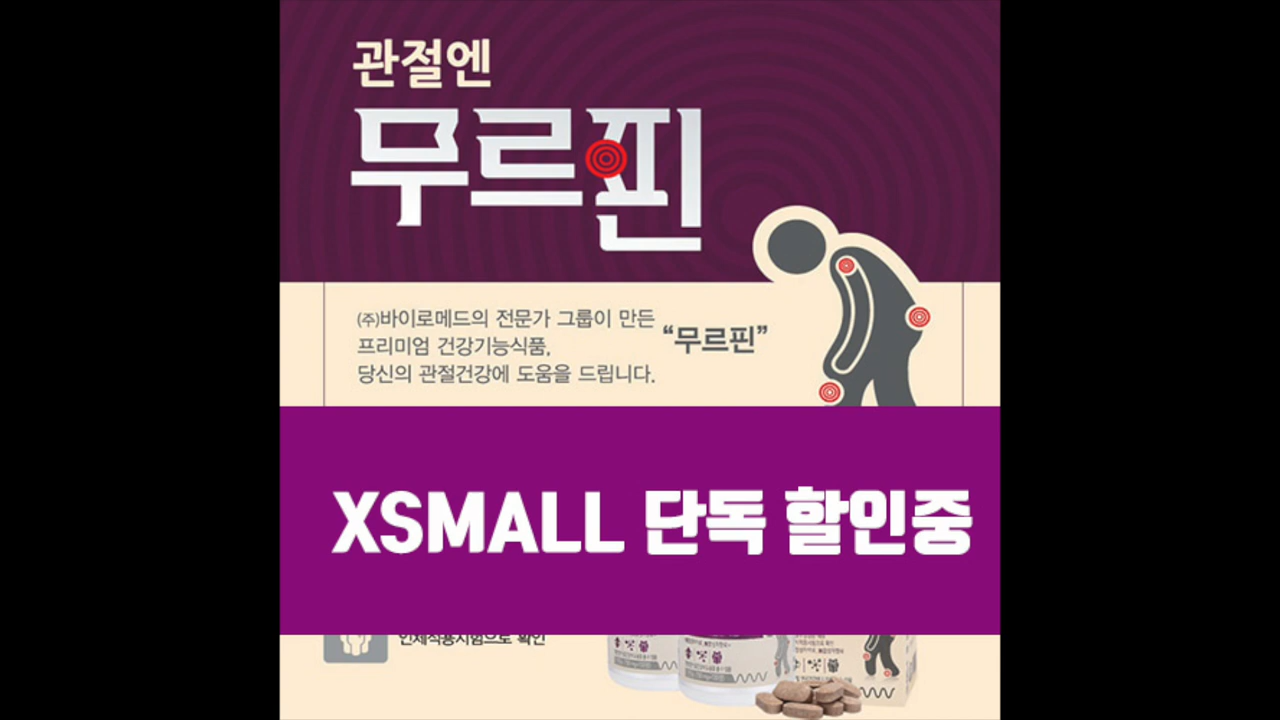 관절엔
무르핀
(주)바이로메드의 전문가 그룹이 만든
프리미엄 건강기능식품,
당신의 관절건강에 도움을 드립니다.
“무르핀”
XSMALL 단독 할인중
인체적용시험으로 확인